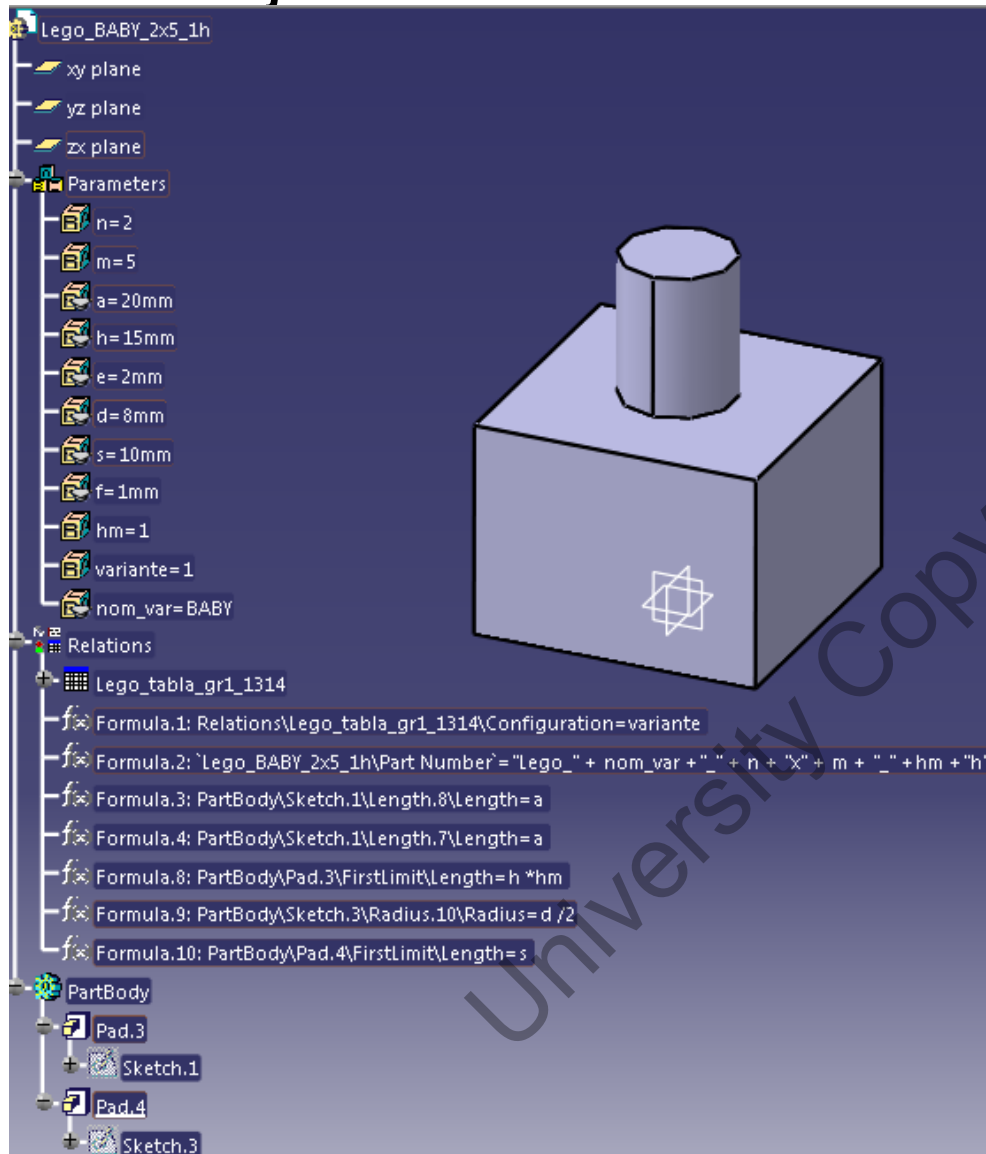 Lego_BABY_2x5_1h
xy plane
yz plane
zx plane
Parameters
n=2
m=5
a=20mm
h=15mm
e=2mm
d=8mm
s=10mm
f=1mm
hm=1
variante=1
nom_var=BABY
Relations
Lego_tabla_gr1_1314
Formula.1: Relations\Lego_tabla_gr1_1314\Configuration=variante
Formula.2: `Lego_BABY_2x5_1h\Part Number`="Lego_" + nom_var +"_" + n + "x" + m + "_" +hm +"h"
Formula.3: PartBody\Sketch.1\Length.8\Length=a
Formula.4: PartBody\Sketch.1\Length.7\Length=a
Formula.8: PartBody\Pad.3\FirstLimit\Length=h *hm
Formula.9: PartBody\Sketch.3\Radius.10\Radius=d /2
Formula.10: PartBody\Pad.4\FirstLimit\Length=s
PartBody
Pad.3
Sketch.1
Pad.4
Sketch.3
University Copy